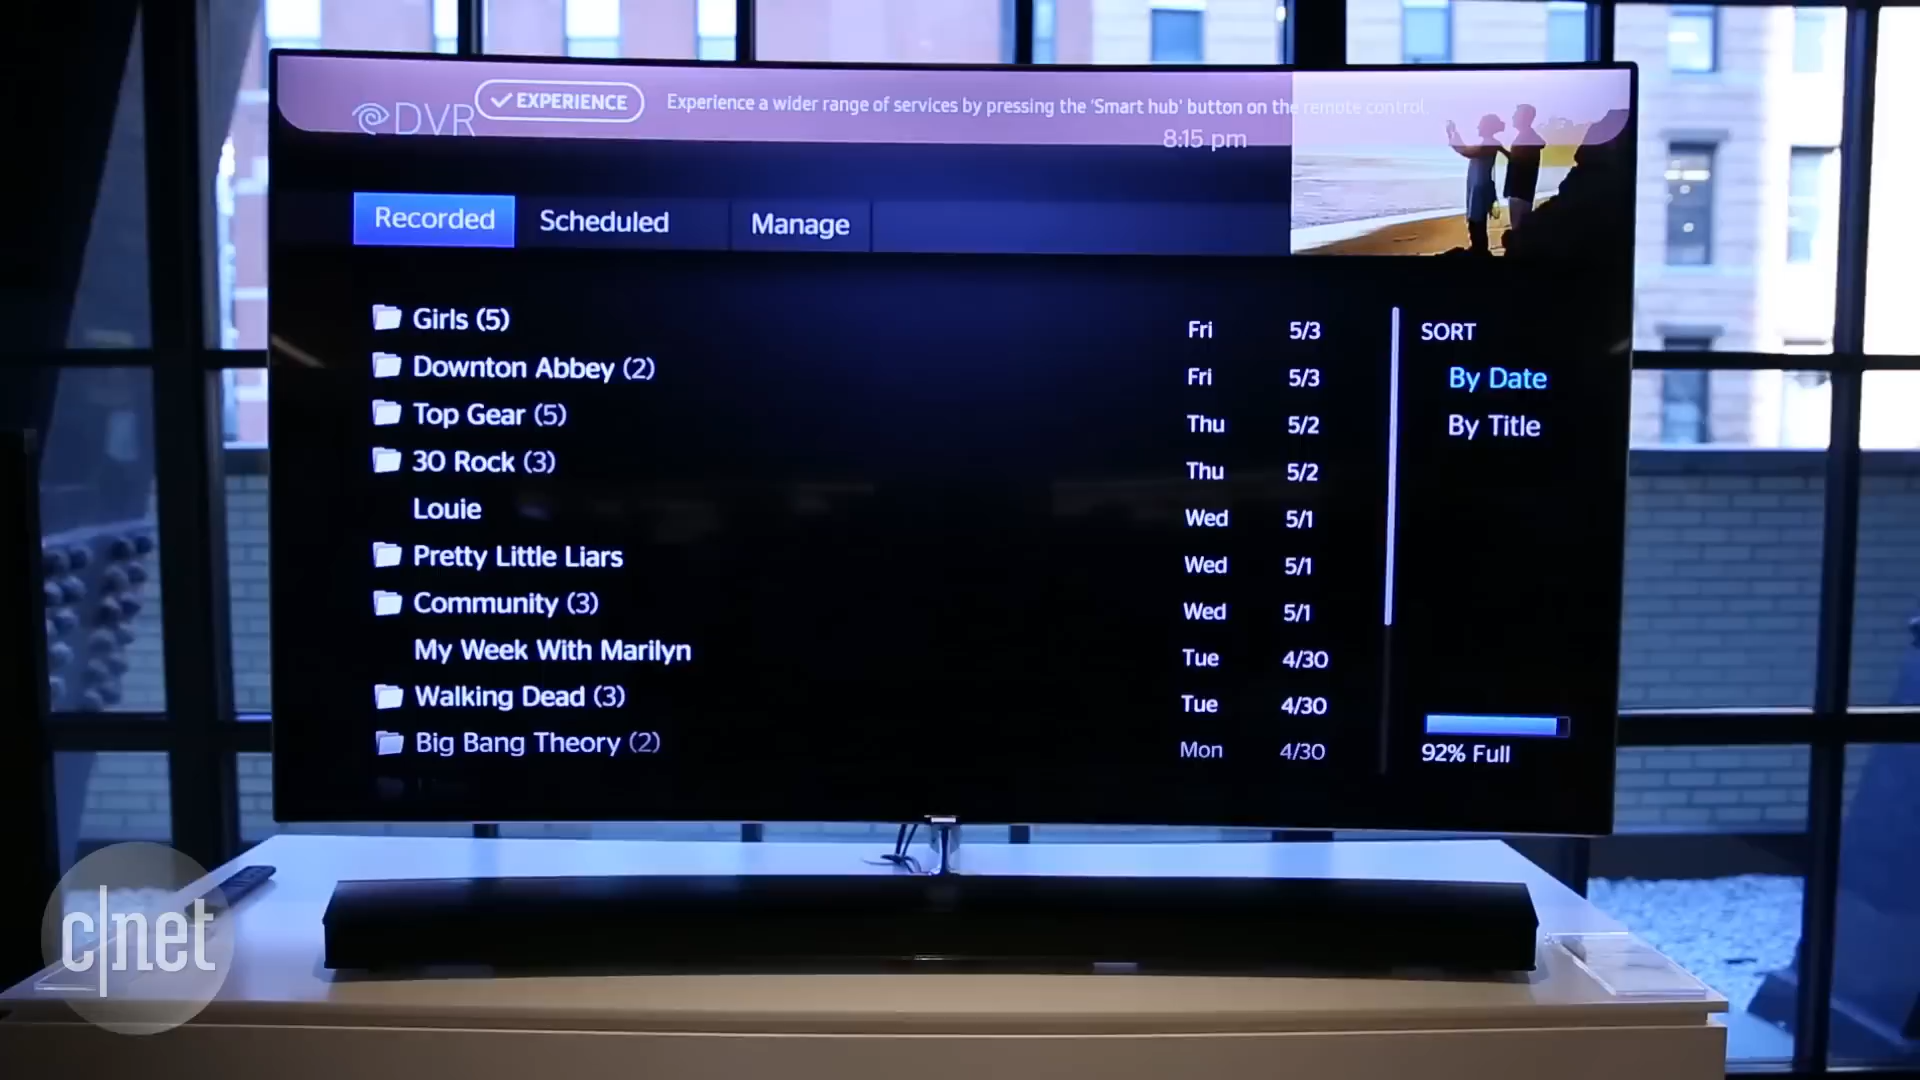 DVR
✓ EXPERIENCE Experience a wider range of services by pressing the 'Smart hub' button on the remote control.
8:15 pm
Recorded Scheduled Manage
Girls (5) Fri 5/3
Downton Abbey (2) Fri 5/3
Top Gear (5) Thu 5/2
30 Rock (3) Thu 5/2
Louie Wed 5/1
Pretty Little Liars Wed 5/1
Community (3) Wed 5/1
My Week With Marilyn Tue 4/30
Walking Dead (3) Tue 4/30
Big Bang Theory (2) Mon 4/30
SORT
By Date
By Title
92% Full
c|net